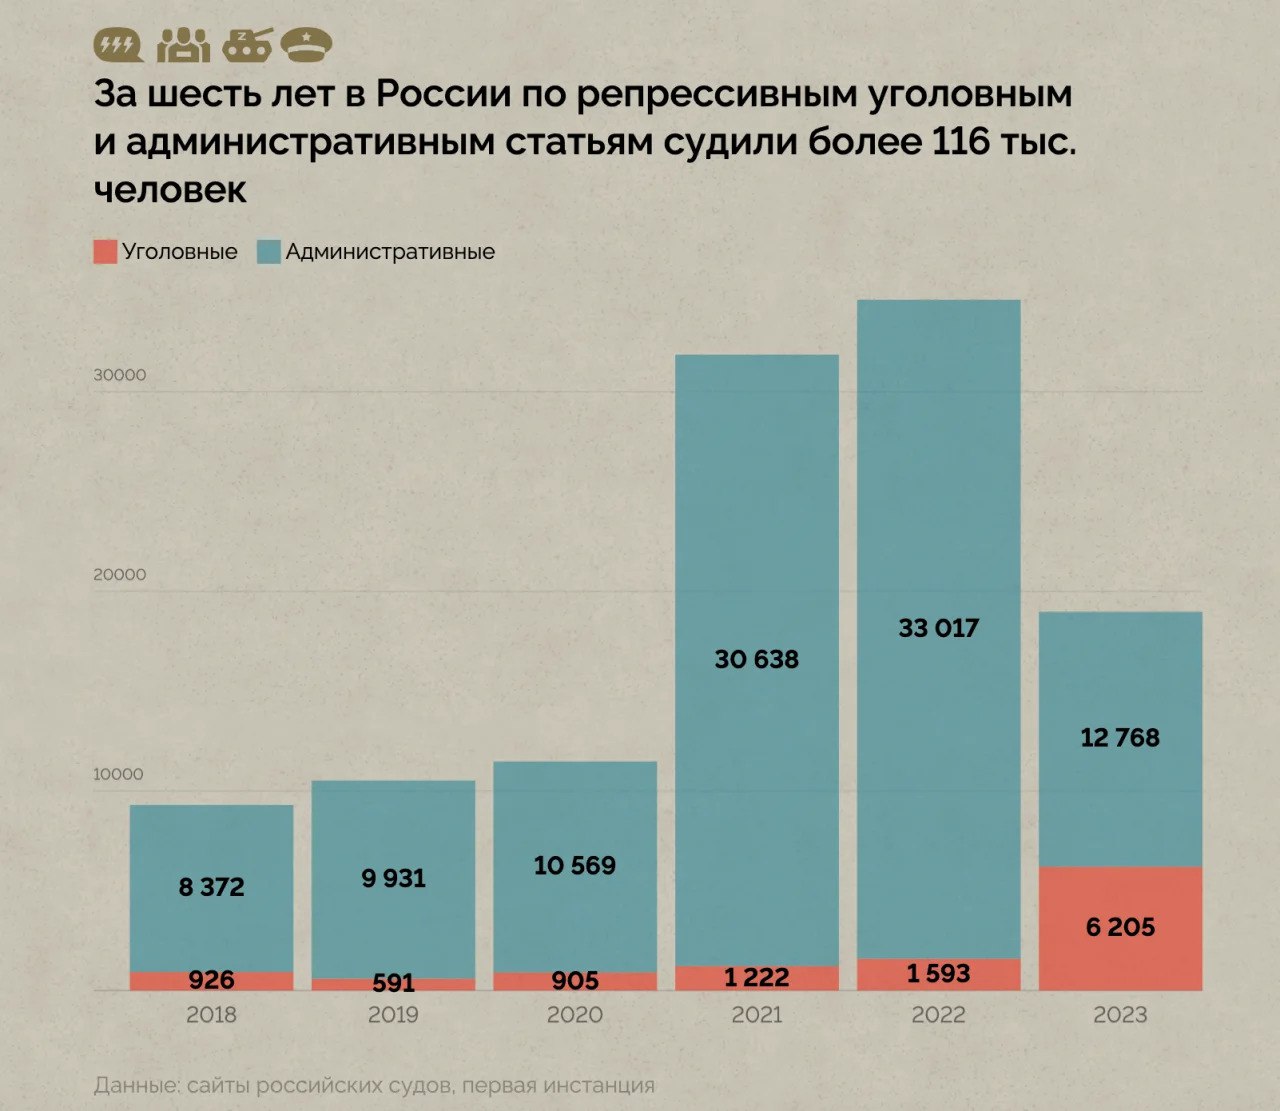 За шесть лет в России по репрессивным уголовным
и административным статьям судили более 116 тыс.
человек
Уголовные Административные
30000
20000
10000
8 372
9 931
10 569
30 638
33 017
12 768
926
591
905
1 222
1 593
6 205
2018 2019 2020 2021 2022 2023
Данные: сайты российских судов, первая инстанция
Z